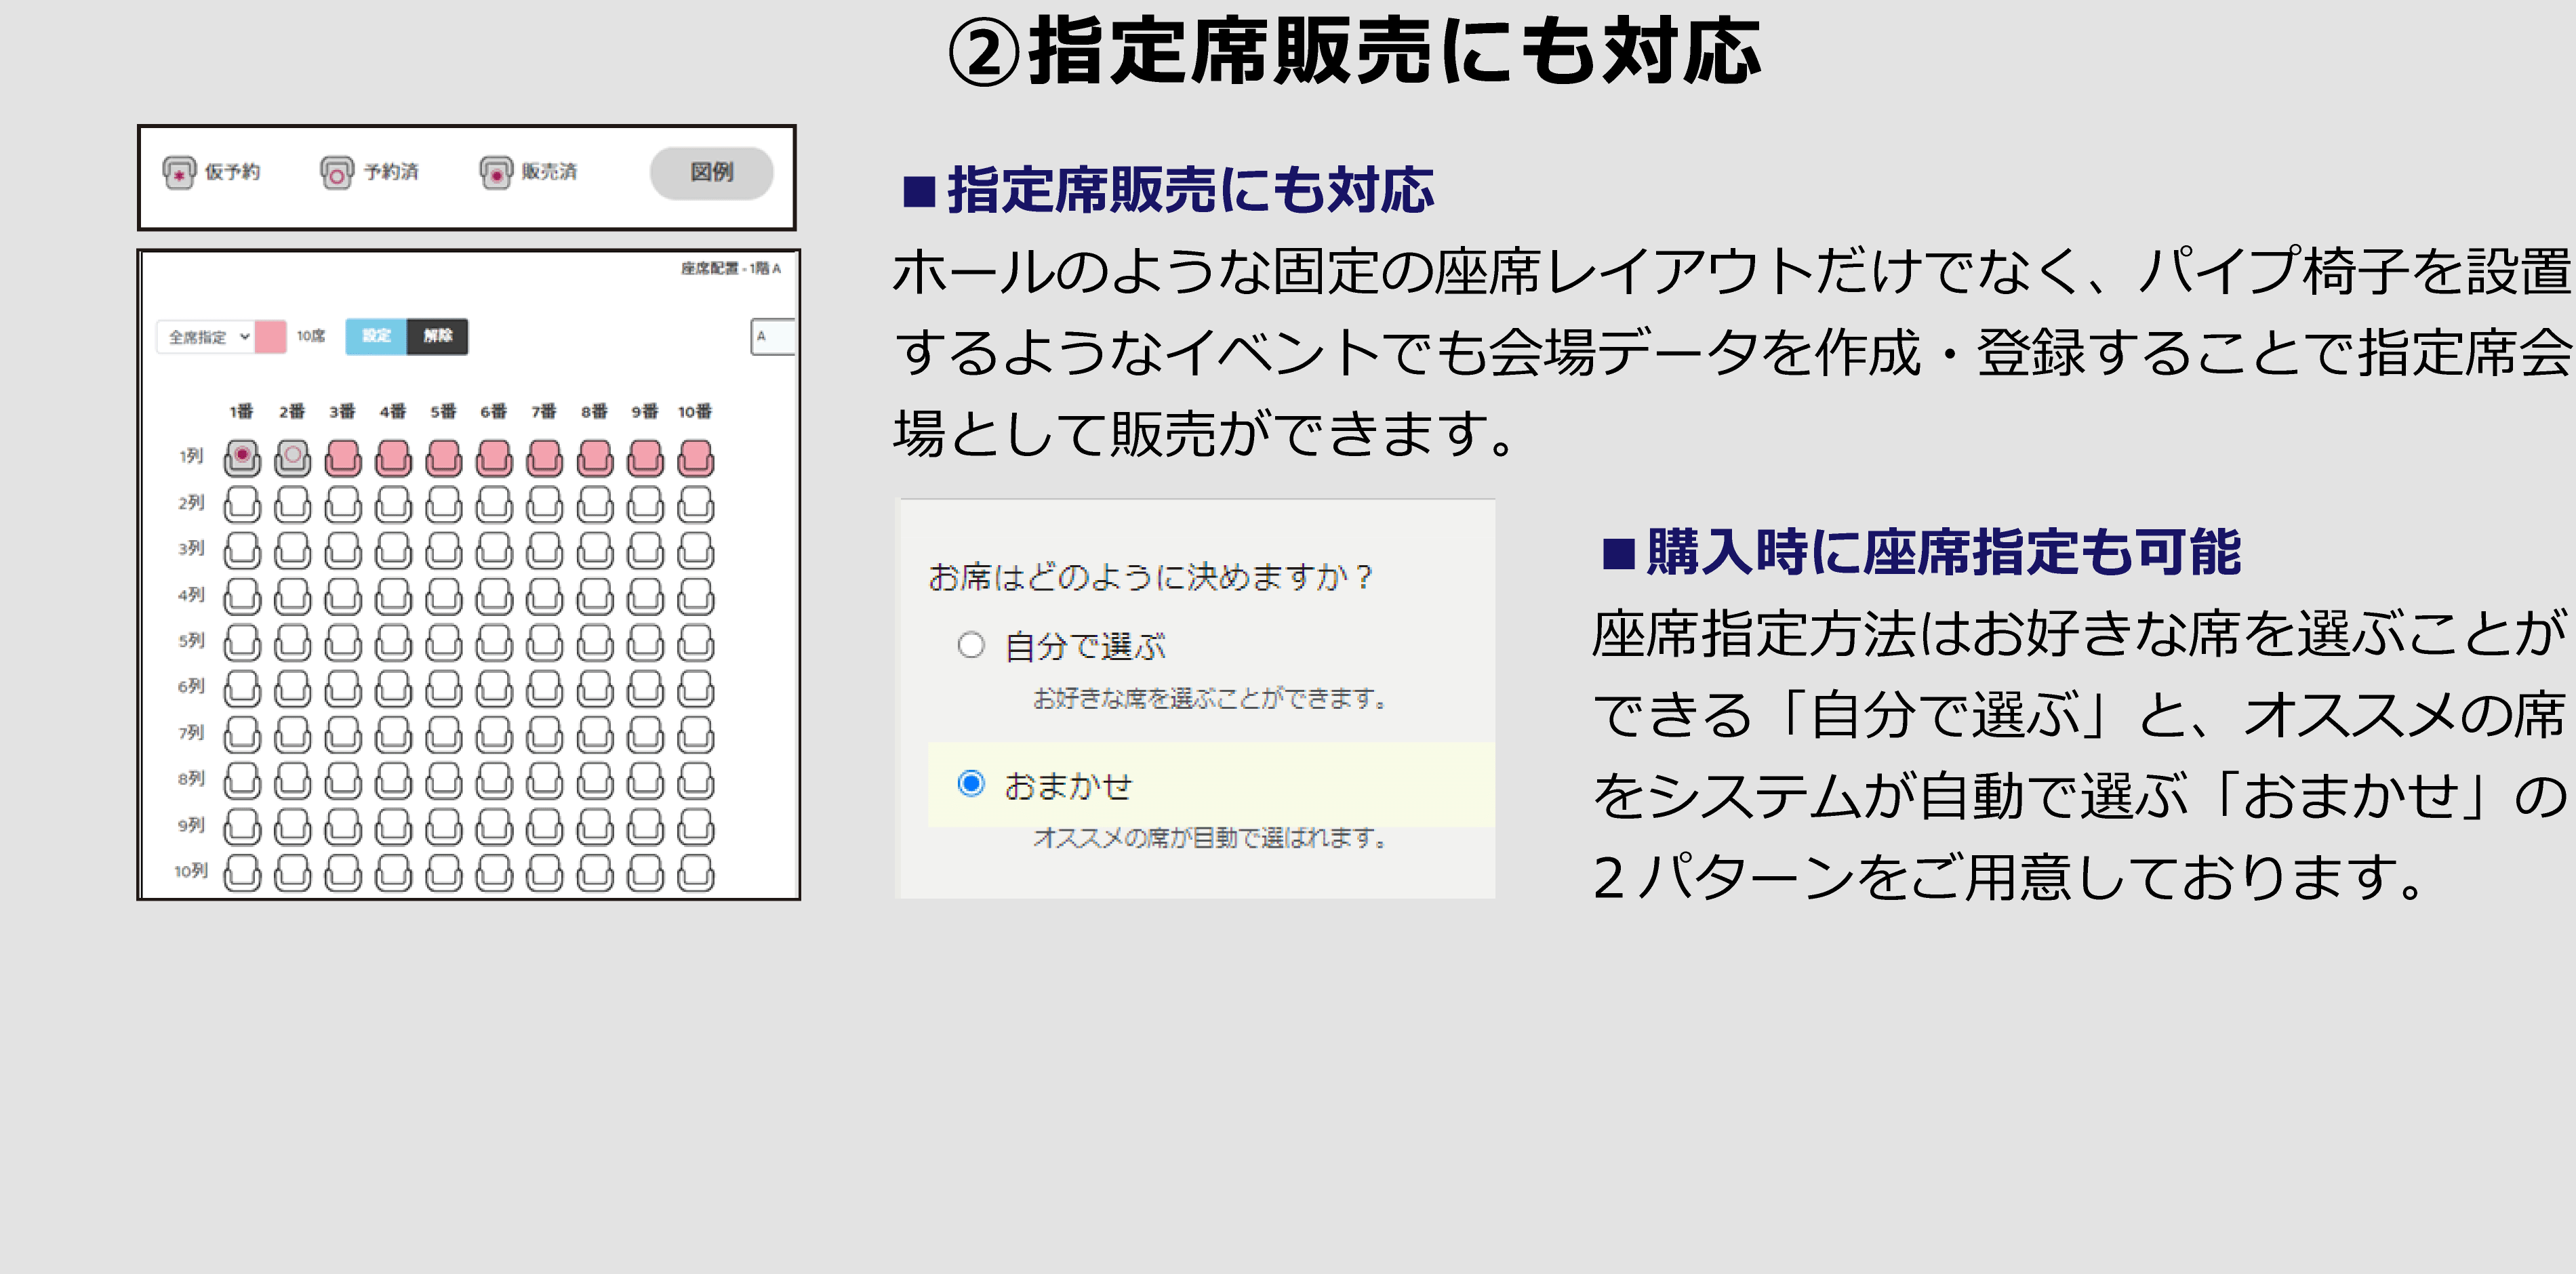 ②指定席販売にも対応
仮予約 予約済 販売済 図例
座席配置 - 1階 A
全席指定 10席 設定 解除 A
1番 2番 3番 4番 5番 6番 7番 8番 9番 10番
1列
2列
3列
4列
5列
6列
7列
8列
9列
10列
■指定席販売にも対応
ホールのような固定の座席レイアウトだけでなく、パイプ椅子を設置
するようなイベントでも会場データを作成・登録することで指定席会
場として販売ができます。
お席はどのように決めますか？
自分で選ぶ
お好きな席を選ぶことができます。
おまかせ
オススメの席が自動で選ばれます。
■購入時に座席指定も可能
座席指定方法はお好きな席を選ぶことが
できる「自分で選ぶ」と、オススメの席
をシステムが自動で選ぶ「おまかせ」の
2パターンをご用意しております。